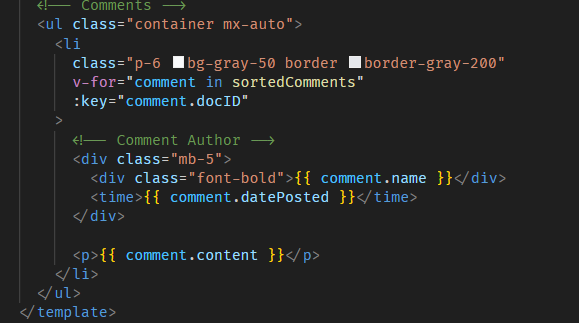 <!-- Comments -->
<ul class="container mx-auto">
<li
class="p-6 bg-gray-50 border border-gray-200"
v-for="comment in sortedComments"
:key="comment.docID"
>
<!-- Comment Author -->
<div class="mb-5">
<div class="font-bold">{{ comment.name }}</div>
<time>{{ comment.datePosted }}</time>
</div>
<p>{{ comment.content }}</p>
</li>
</ul>
</template>